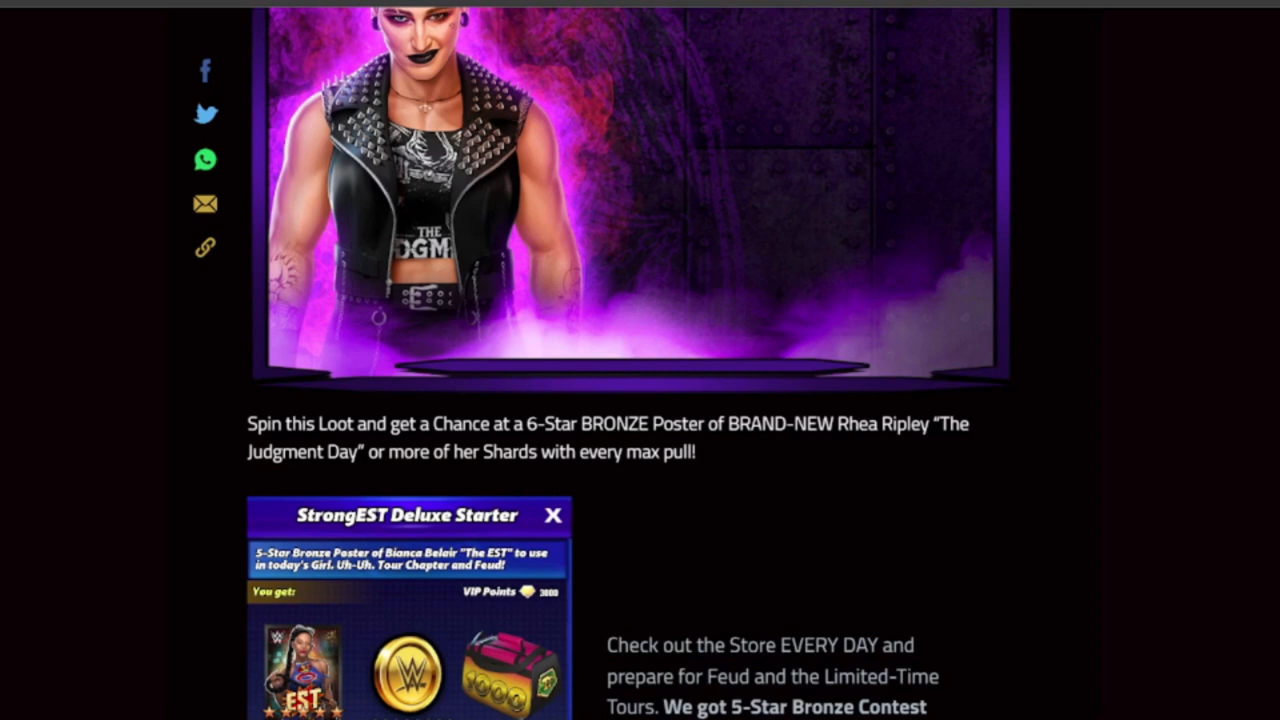 THE
DGM
Spin this Loot and get a Chance at a 6-Star BRONZE Poster of BRAND-NEW Rhea Ripley “The
Judgment Day” or more of her Shards with every max pull!
StrongEST Deluxe Starter X
5-Star Bronze Poster of Bianca Belair "The EST" to use
in today's Girl. Uh-Uh. Tour Chapter and Feud!
You get: VIP Points 3000
EST
1000
Check out the Store EVERY DAY and
prepare for Feud and the Limited-Time
Tours. We got 5-Star Bronze Contest